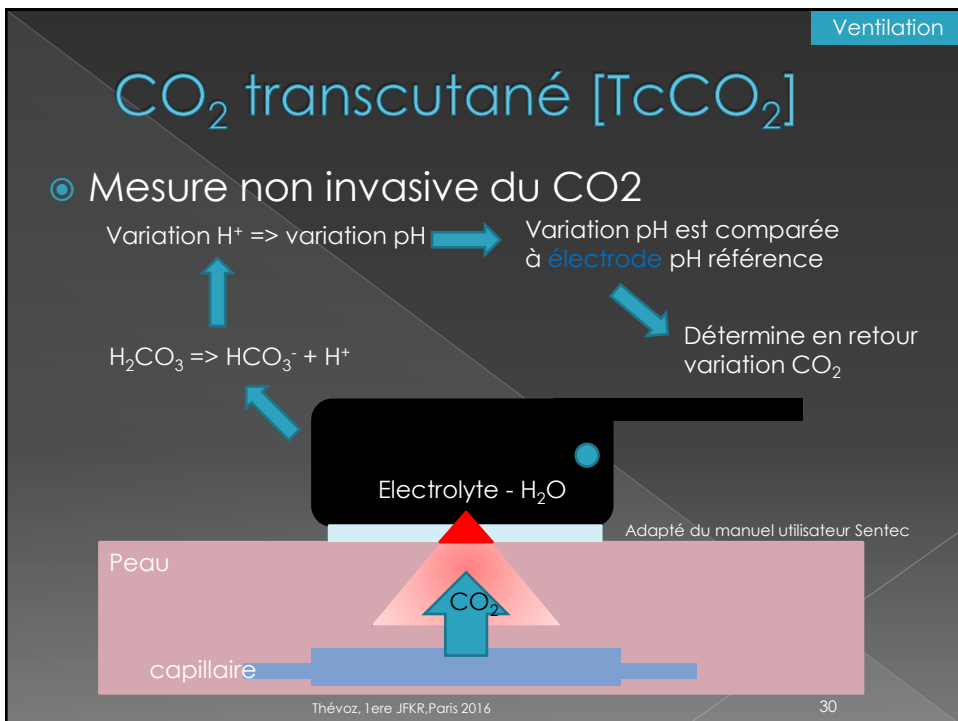 Ventilation
CO₂ transcutané [TcCO₂]
Mesure non invasive du CO2
Variation H⁺ => variation pH
Variation pH est comparée
à électrode pH référence
Détermine en retour
variation CO₂
H₂CO₃ => HCO₃⁻ + H⁺
Electrolyte - H₂O
Adapté du manuel utilisateur Sentec
Peau
CO₂
capillaire
Thévoz, 1ere JFKR,Paris 2016
30